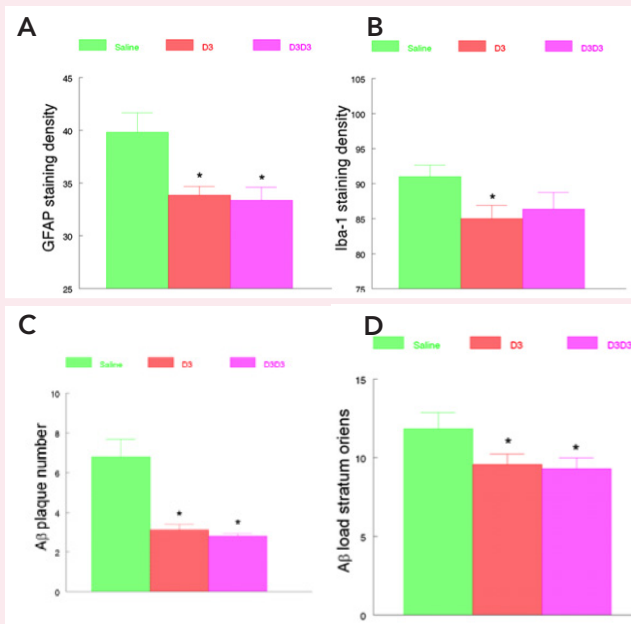 A
Saline D3 D3D3
GFAP staining density
45
40
35
30
25
* *
B
Saline D3 D3D3
Iba-1 staining density
105
100
95
90
85
80
75
*
C
Saline D3 D3D3
Aβ plaque number
10
8
6
4
2
0
* *
D
Saline D3 D3D3
Aβ load stratum oriens
15
10
5
0
* *